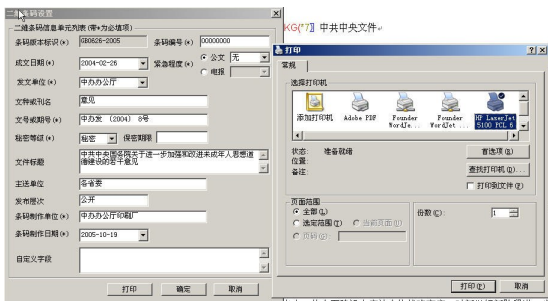 二维条码设置
二维条码信息单元列表(带*为必填项)
条码版本标识(*) GB0626-2005 条码编号(*) 00000000
成文日期(*) 2004-02-26 紧急程度(*) 公文 无
电报
发文单位(*) 中办办公厅
文种或刊名 意见
文号或期号(*) 中办发 (2004) 8号
秘密等级(*) 秘密 保密期限
文件标题 中共中央国务院关于进一步加强和改进未成年人思想道德建设的若干意见
主送单位 各省委
发布层次 公开
条码制作单位(*) 中办办公厅印刷厂
条码制作日期(*) 2005-10-19
自定义字段
打印 确定 取消
KG(*7〗中共中央文件
打印
常规
选择打印机
添加打印机 Adobe PDF Founder WordJe... Founder WordJet ... HP LaserJet 5100 PCL 6
状态: 准备就绪 首选项(R)
位置:
备注: 查找打印机(D)...
打印到文件(F)
页面范围
全部(L) 份数(C): 1
选定范围(T) 当前页面(U)
页码(G):
打印(P) 取消